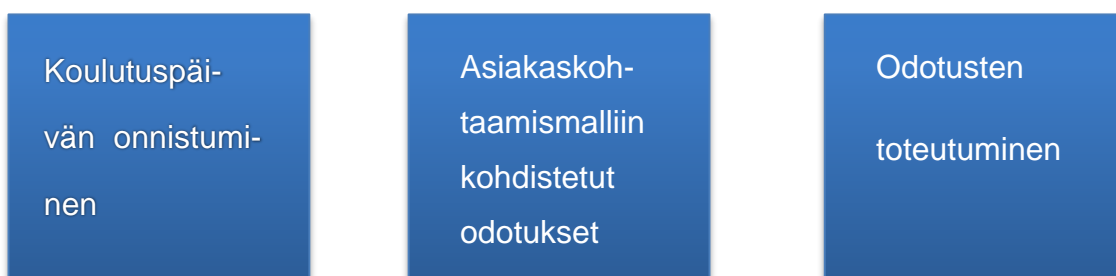 Koulutuspäi-
vän onnistumi-
nen
Asiakaskoh-
taamismalliin
kohdistetut
odotukset
Odotusten
toteutuminen